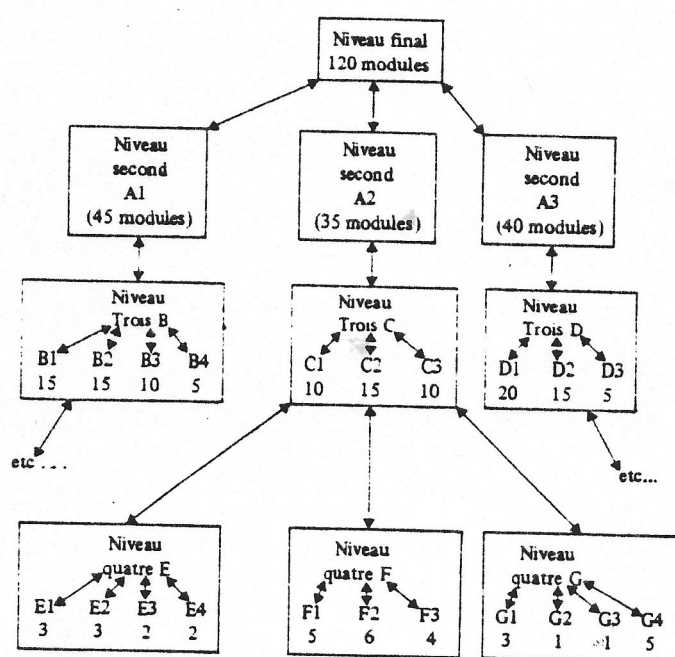 Niveau final
120 modules
Niveau
second
A1
(45 modules)
Niveau
second
A2
(35 modules)
Niveau
second
A3
(40 modules)
Niveau
Trois B
B1 B2 B3 B4
15 15 10 5
Niveau
Trois C
C1 C2 C3
10 15 10
Niveau
Trois D
D1 D2 D3
20 15 5
etc ....
etc...
Niveau
quatre E
E1 E2 E3 E4
3 3 2 2
Niveau
quatre F
F1 F2 F3
5 6 4
Niveau
quatre G
G1 G2 G3 G4
3 1 1 5